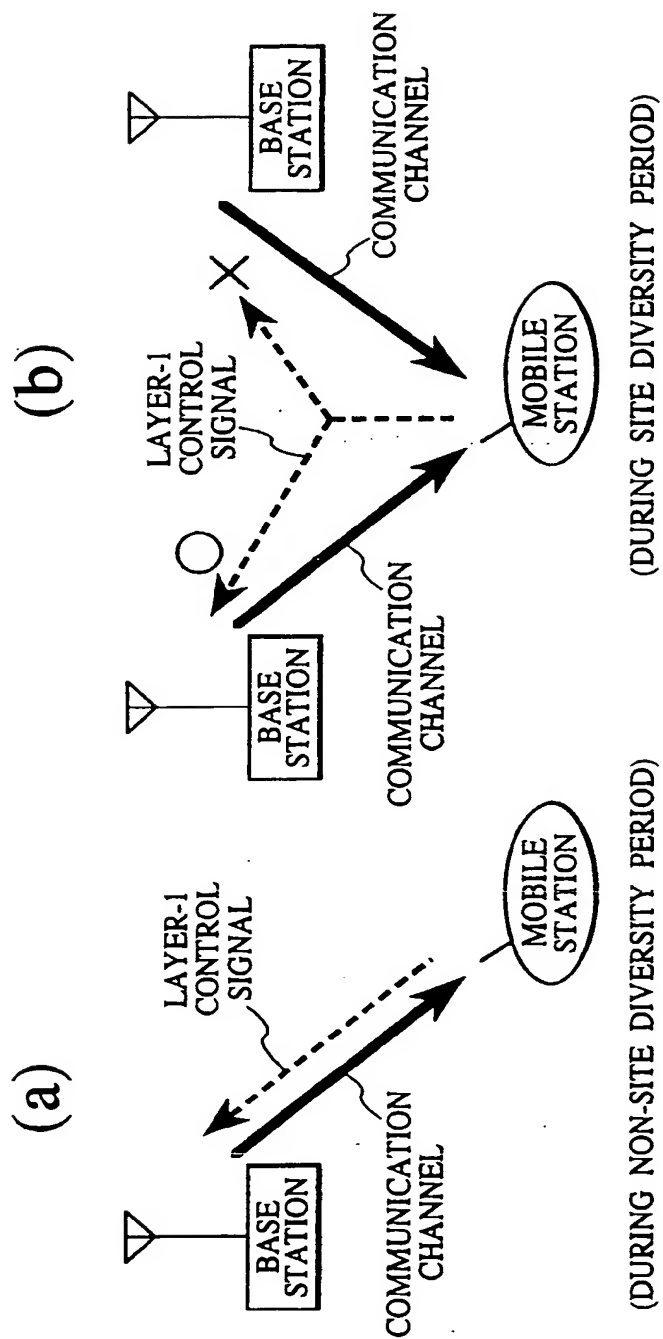 (a)
LAYER-1
CONTROL
SIGNAL
BASE
STATION
COMMUNICATION
CHANNEL
MOBILE
STATION
(DURING NON-SITE DIVERSITY PERIOD)
(b)
LAYER-1
CONTROL
SIGNAL
BASE
STATION
BASE
STATION
COMMUNICATION
CHANNEL
COMMUNICATION
CHANNEL
MOBILE
STATION
(DURING SITE DIVERSITY PERIOD)